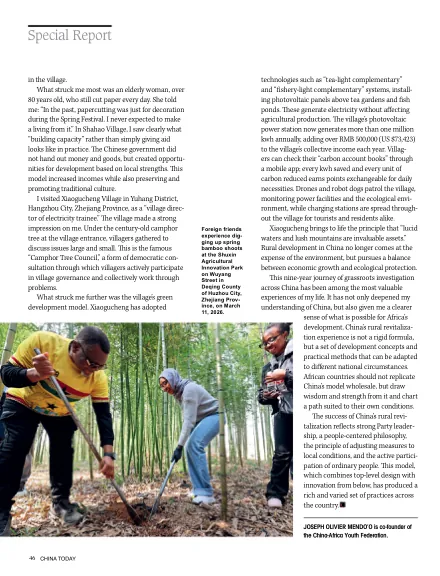 Special Report
in the village.
What struck me most was an elderly woman, over
80 years old, who still cut paper every day. She told
me: "In the past, papercutting was just for decoration
during the Spring Festival. I never expected to make
a living from it." In Shahao Village, I saw clearly what
"building capacity" rather than simply giving aid
looks like in practice. The Chinese government did
not hand out money and goods, but created opportu-
nities for development based on local strengths. This
model increased incomes while also preserving and
promoting traditional culture.
I visited Xiaogucheng Village in Yuhang District,
Hangzhou City, Zhejiang Province, as a "village direc-
tor of electricity trainee." The village made a strong
impression on me. Under the century-old camphor
tree at the village entrance, villagers gathered to
discuss issues large and small. This is the famous
"Camphor Tree Council," a form of democratic con-
sultation through which villagers actively participate
in village governance and collectively work through
problems.
What struck me further was the village's green
development model. Xiaogucheng has adopted
Foreign friends
experience dig-
ging up spring
bamboo shoots
at the Shuxin
Agricultural
Innovation Park
on Wuyang
Street in
Deqing County
of Huzhou City,
Zhejiang Prov-
ince, on March
11, 2026.
technologies such as "tea-light complementary"
and "fishery-light complementary" systems, install-
ing photovoltaic panels above tea gardens and fish
ponds. These generate electricity without affecting
agricultural production. The village's photovoltaic
power station now generates more than one million
kwh annually, adding over RMB 500,000 (US $73,423)
to the village's collective income each year. Villag-
ers can check their "carbon account books" through
a mobile app; every kwh saved and every unit of
carbon reduced earns points exchangeable for daily
necessities. Drones and robot dogs patrol the village,
monitoring power facilities and the ecological envi-
ronment, while charging stations are spread through-
out the village for tourists and residents alike.
Xiaogucheng brings to life the principle that "lucid
waters and lush mountains are invaluable assets."
Rural development in China no longer comes at the
expense of the environment, but pursues a balance
between economic growth and ecological protection.
This nine-year journey of grassroots investigation
across China has been among the most valuable
experiences of my life. It has not only deepened my
understanding of China, but also given me a clearer
sense of what is possible for Africa's
development. China's rural revitaliza-
tion experience is not a rigid formula,
but a set of development concepts and
practical methods that can be adapted
to different national circumstances.
African countries should not replicate
China's model wholesale, but draw
wisdom and strength from it and chart
a path suited to their own conditions.
The success of China's rural revi-
talization reflects strong Party leader-
ship, a people-centered philosophy,
the principle of adjusting measures to
local conditions, and the active partici-
pation of ordinary people. This model,
which combines top-level design with
innovation from below, has produced a
rich and varied set of practices across
the country.
JOSEPH OLIVIER MENDO'O is co-founder of
the China-Africa Youth Federation.
46 CHINA TODAY